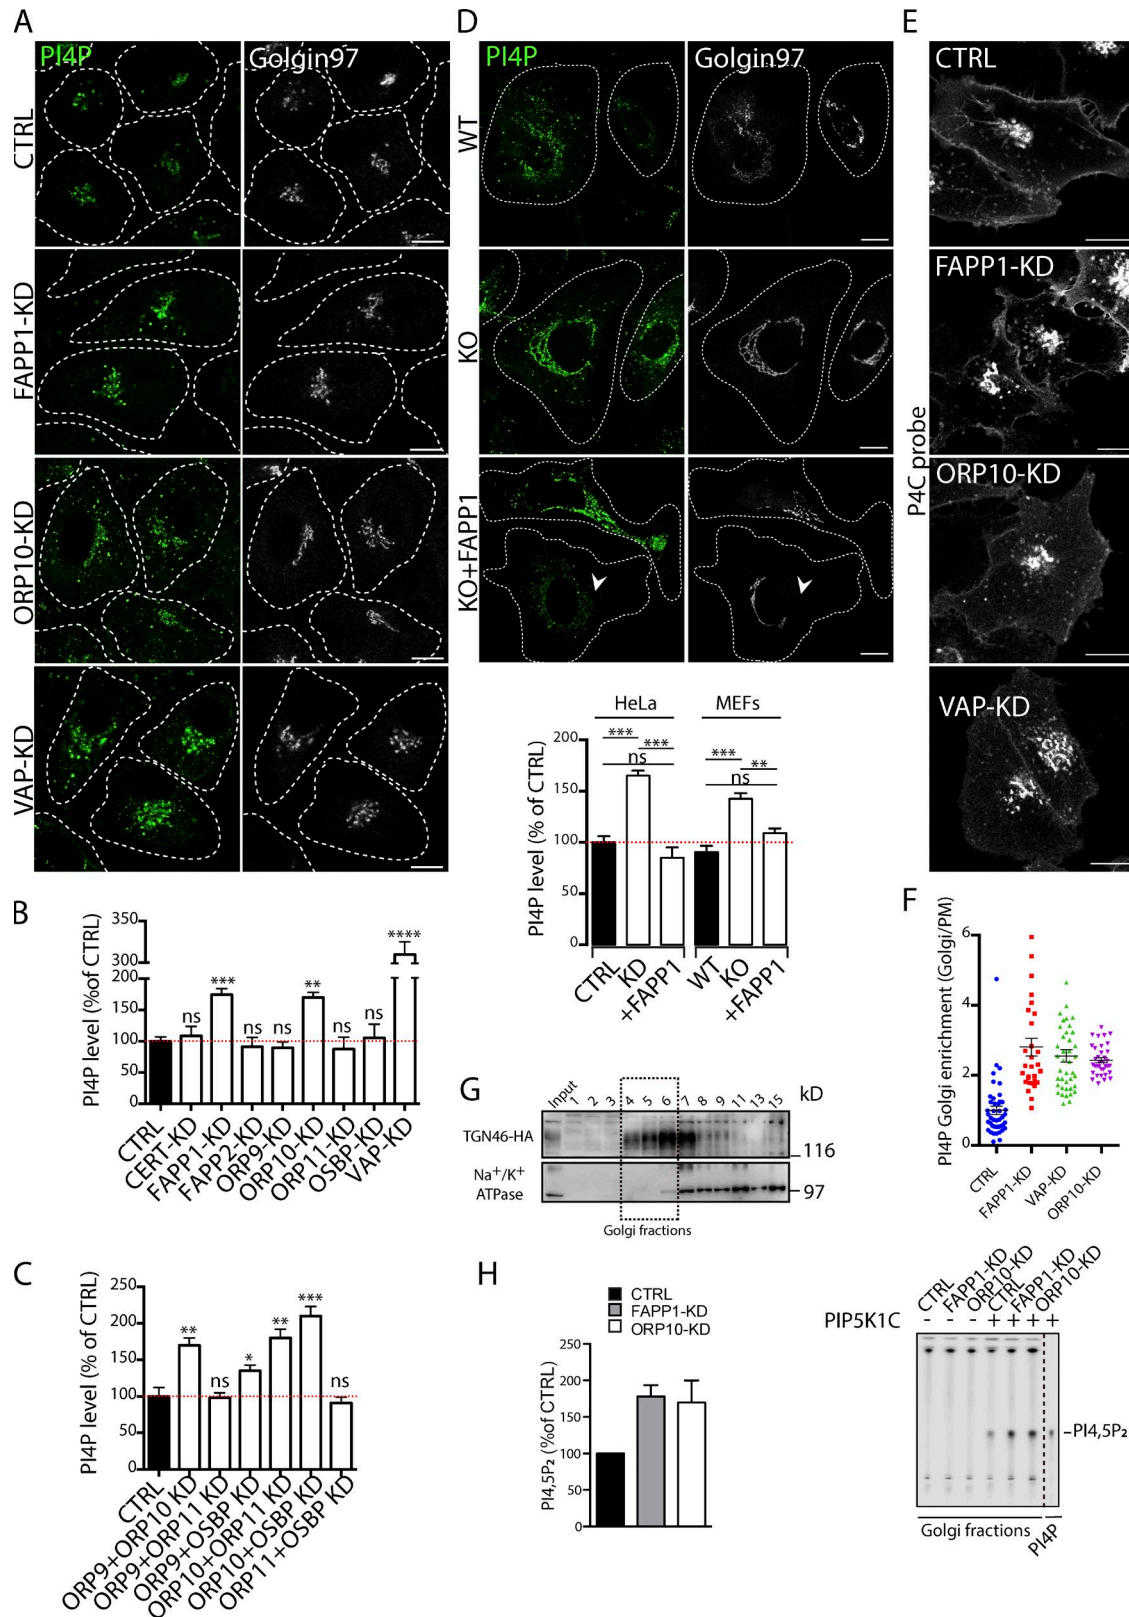 A
PI4P
Golgin97
CTRL
FAPP1-KD
ORP10-KD
VAP-KD
D
PI4P
Golgin97
WT
KO
KO+FAPP1
HeLa
MEFs
***
***
ns
***
**
ns
PI4P level (% of CTRL)
200
150
100
50
0
CTRL
KD
+FAPP1
WT
KO
+FAPP1
E
P4C probe
CTRL
FAPP1-KD
ORP10-KD
VAP-KD
B
PI4P level (%of CTRL)
350
300
200
150
100
50
0
ns
***
ns
ns
**
ns
ns
****
CTRL
CERT-KD
FAPP1-KD
FAPP2-KD
ORP9-KD
ORP10-KD
ORP11-KD
OSBP-KD
VAP-KD
F
PI4P Golgi enrichment (Golgi/PM)
6
4
2
0
CTRL
FAPP1-KD
VAP-KD
ORP10-KD
G
Input 1 2 3 4 5 6 7 8 9 11 13 15
kD
TGN46-HA
116
Na+/K+
ATPase
97
Golgi fractions
C
PI4P level (% of CTRL)
250
200
150
100
50
0
**
ns
*
**
***
ns
CTRL
ORP9+ORP10 KD
ORP9+ORP11 KD
ORP9+OSBP KD
ORP10+ORP11 KD
ORP10+OSBP KD
ORP11+OSBP KD
H
CTRL
FAPP1-KD
ORP10-KD
PI4,5P2 (%of CTRL)
250
200
150
100
50
0
CTRL
FAPP1-KD
ORP10-KD
CTRL
FAPP1-KD
ORP10-KD
PIP5K1C - - - + + + +
-PI4,5P2
Golgi fractions
PI4P